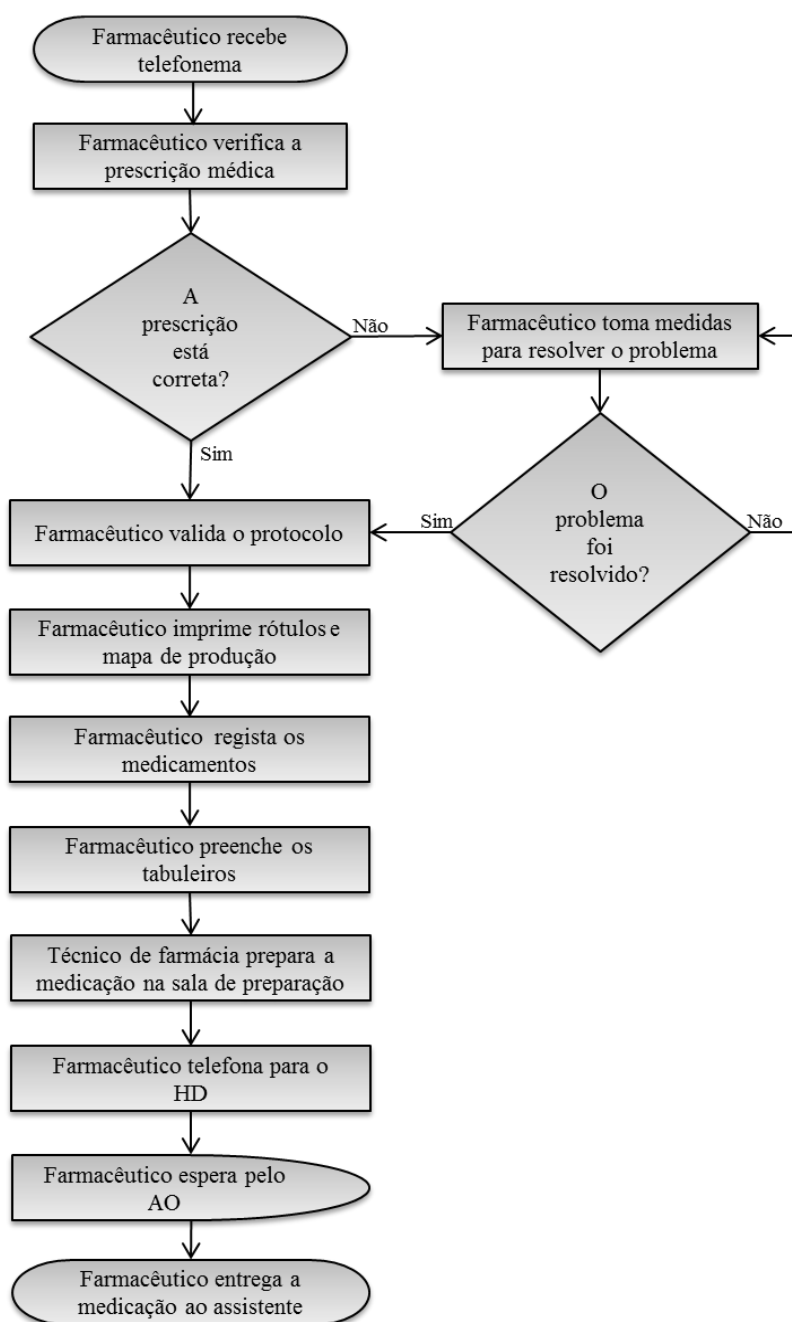 Farmacêutico recebe
telefonema
Farmacêutico verifica a
prescrição médica
A
prescrição
está
correta?
Não
Farmacêutico toma medidas
para resolver o problema
Sim
O
problema
foi
resolvido?
Sim
Não
Farmacêutico valida o protocolo
Farmacêutico imprime rótulos e
mapa de produção
Farmacêutico regista os
medicamentos
Farmacêutico preenche os
tabuleiros
Técnico de farmácia prepara a
medicação na sala de preparação
Farmacêutico telefona para o
HD
Farmacêutico espera pelo
AO
Farmacêutico entrega a
medicação ao assistente